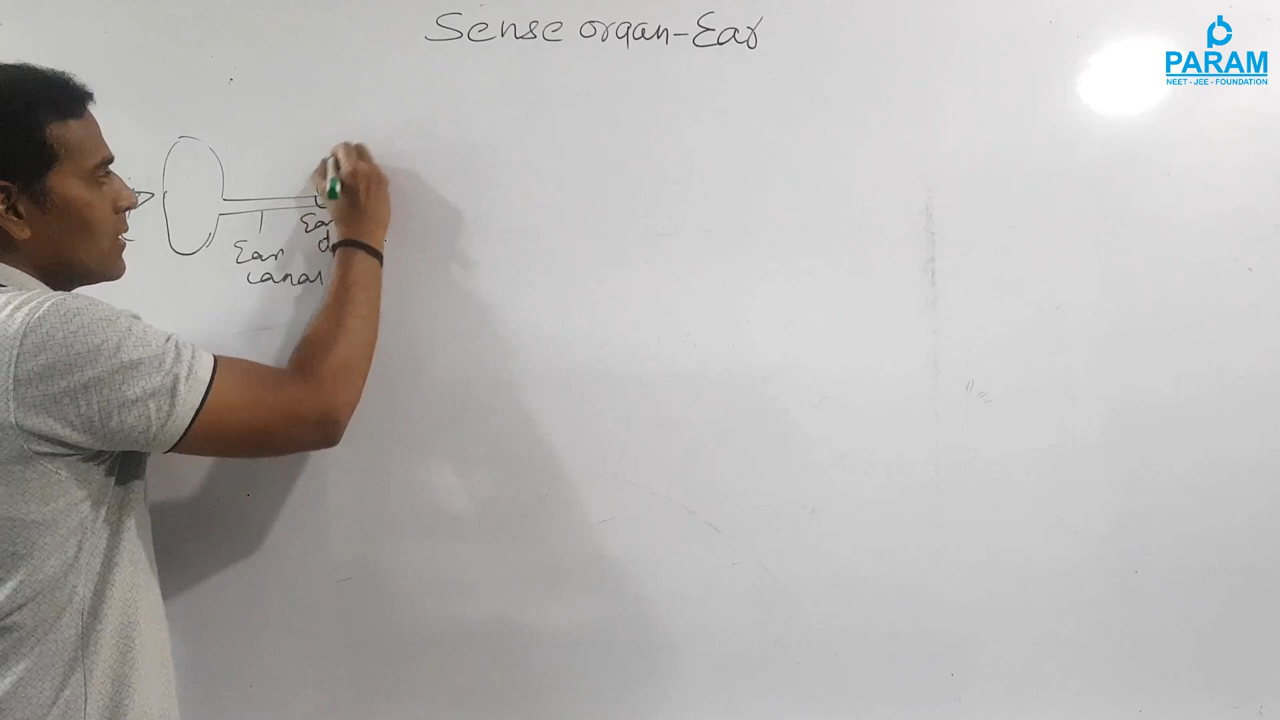 Sense organ-Ear
PARAM
NEET - JEE - FOUNDATION
Ear
canal